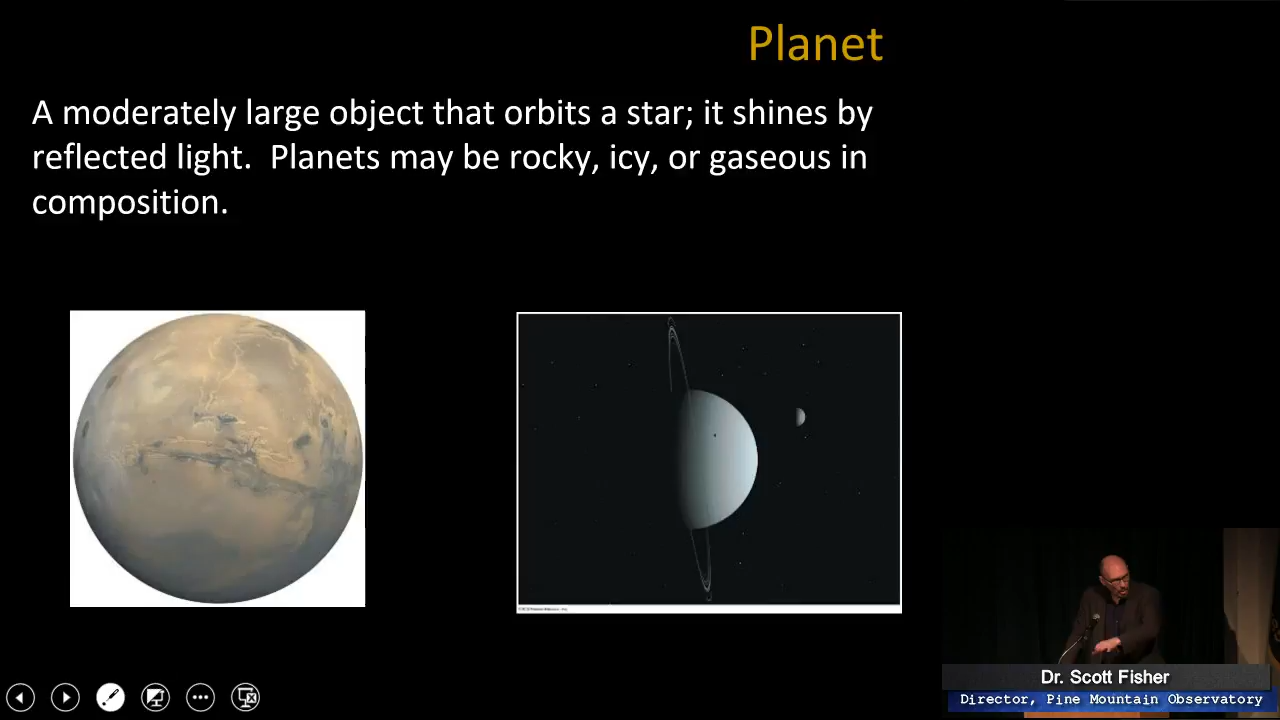 Planet
A moderately large object that orbits a star; it shines by
reflected light.  Planets may be rocky, icy, or gaseous in
composition.
Dr. Scott Fisher
Director, Pine Mountain Observatory